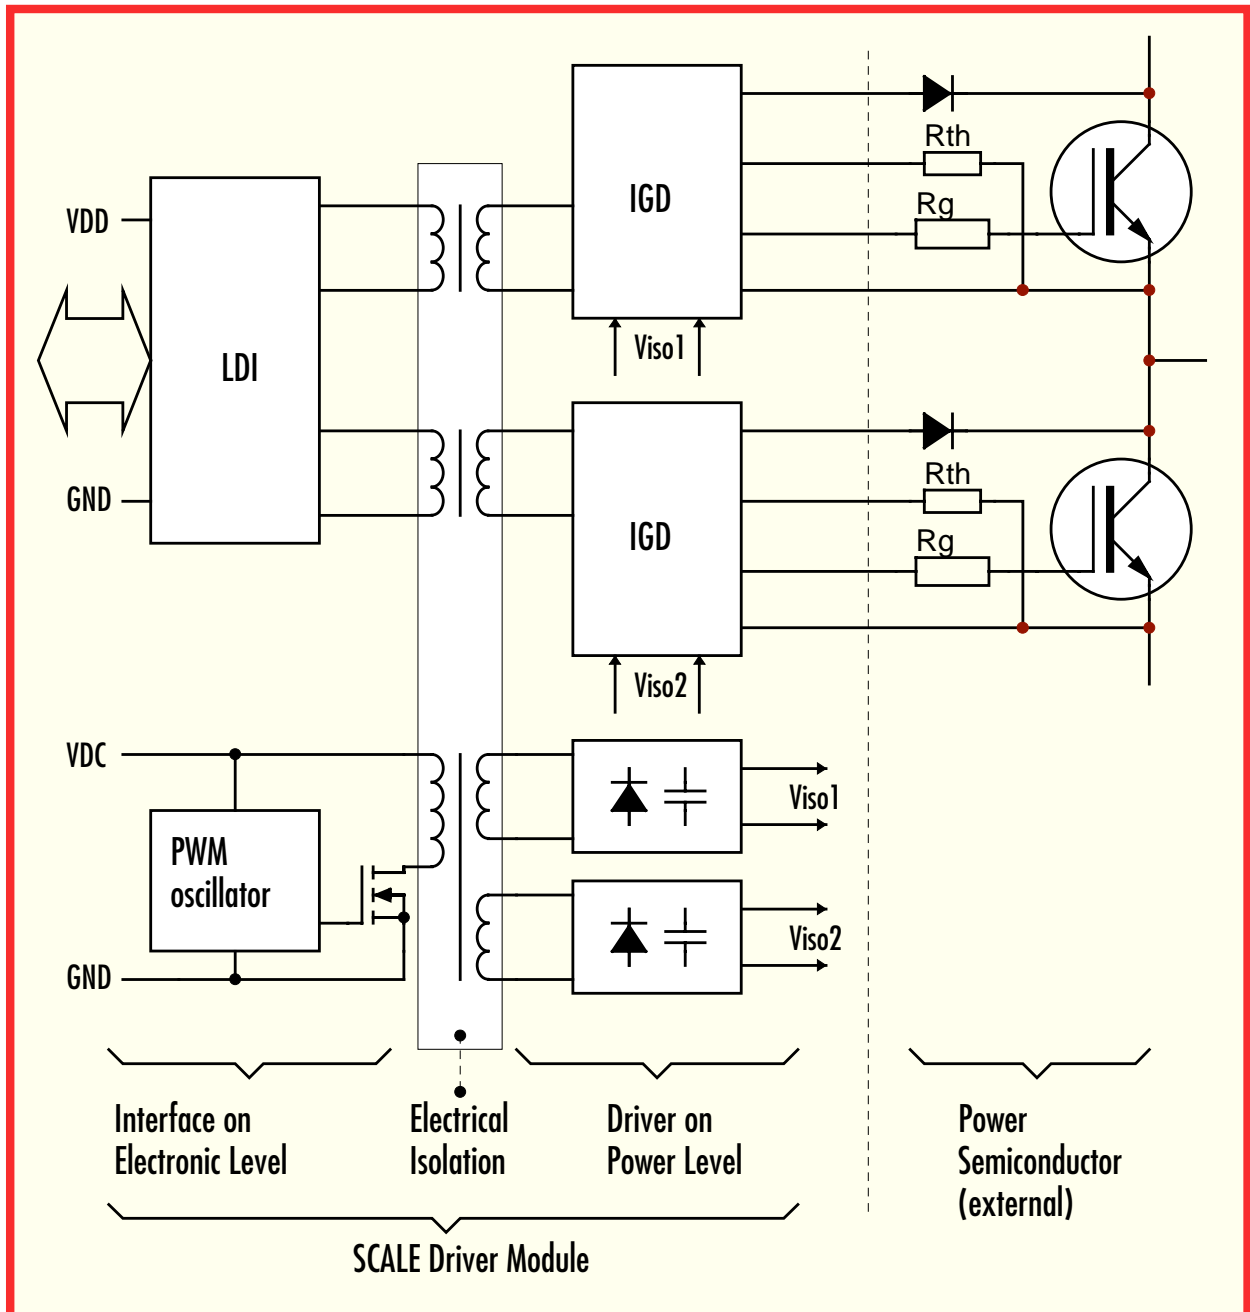 Rth
IGD
VDD
Rg
Viso1
LDI
Rth
GND
IGD
Rg
Viso2
VDC
Viso1
PWM
oscillator
Viso2
GND
Interface on
Electronic Level
Electrical
Isolation
Driver on
Power Level
Power
Semiconductor
(external)
SCALE Driver Module